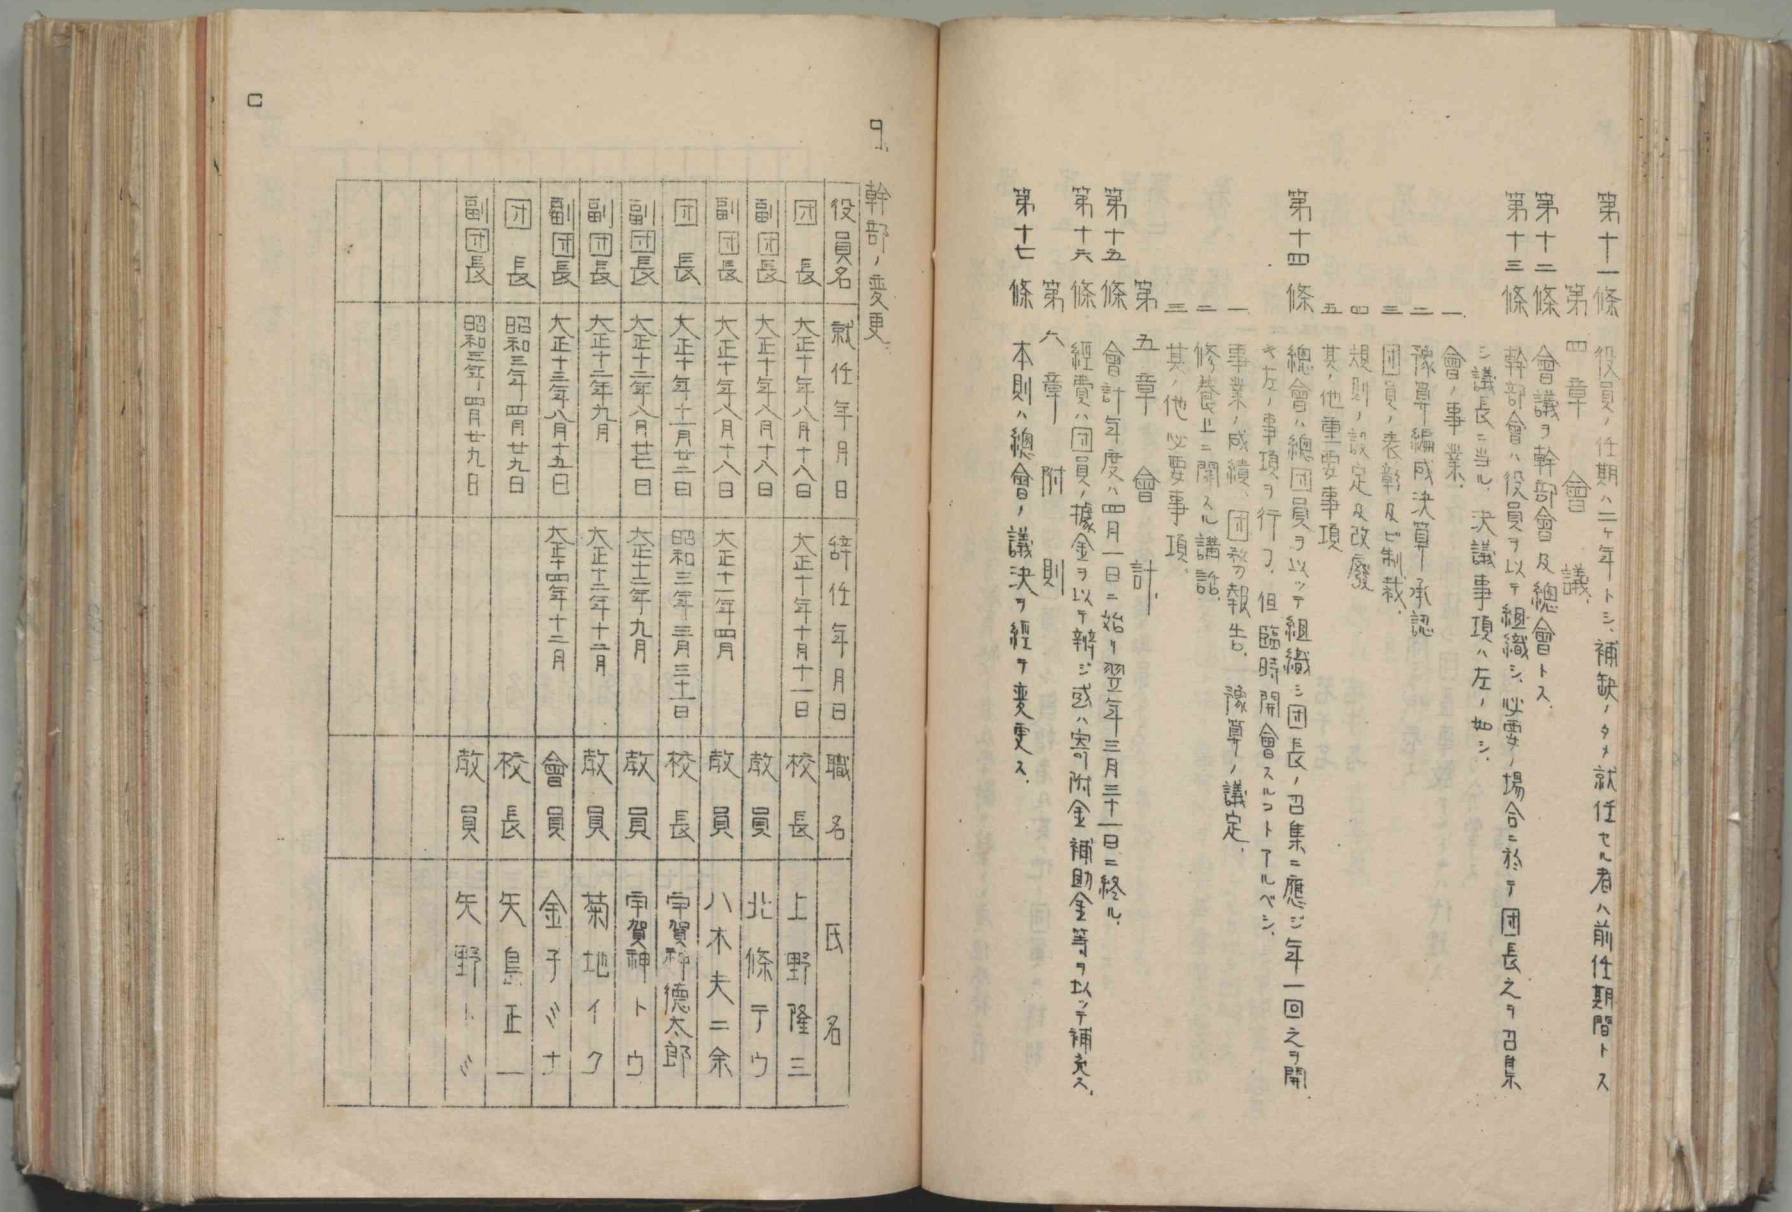 第十一條 役員ノ任期ハ二ケ年トシ、補缺ノタメ就任セル者ハ前任期間トス
第四章 會議
第十二條 會議ヲ幹部會及總會トス.
第十三條 幹部會ハ役員ヲ以テ組織シ、必要ノ場合ニ於テ団長之ヲ召集
シ議長ニ当ル. 決議事項ハ左ノ如シ.
一. 會ノ事業.
二 豫算編成決算承認
三 団員ノ表彰及ビ制裁.
四 規則ノ設定及改廢
五 其ノ他重要事項
第十四條 總會ハ總団員ヲ以ッテ組織シ団長ノ召集ニ應ジ年一回之ヲ開
キ左ノ事項ヲ行フ. 但臨時開會スルコトアルベシ.
一 事業ノ成績、団務報告. 豫算ノ議定.
二 修養上ニ関スル講話.
三 其ノ他必要事項.
第五章 會計.
第十五條 會計年度ハ四月一日ニ始リ翌年三月三十一日ニ終ル.
第十六條 経費ハ団員ノ據金ヲ以テ辨ジ或ハ寄附金補助金等ヲ以ッテ補充ス.
第六章 附則
第十七條 本則ハ總會ノ議決ヲ經テ変更ス.
9. 幹部ノ変更.
役員名 就任年月日 辞任年月日 職名 氏名
団長 大正十年八月十八日 大正十年十月十一日 校長 上野隆三
副団長 大正十年八月十八日 教員 北條テウ
副団長 大正十年八月十八日 大正十一年四月 教員 八木夫二余
団長 大正十年十一月廿二日 昭和三年三月三十一日 校長 宇賀神徳太郎
副団長 大正十二年八月廿七日 大正十二年九月 教員 宇賀神トウ
副団長 大正十二年九月 大正十二年十二月 教員 菊地イク
副団長 大正十三年八月十五日 大正十四年十二月 會員 金子ミナ
団長 昭和三年四月廿九日 校長 矢島正一
副団長 昭和三年四月廿九日 教員 矢野トミ